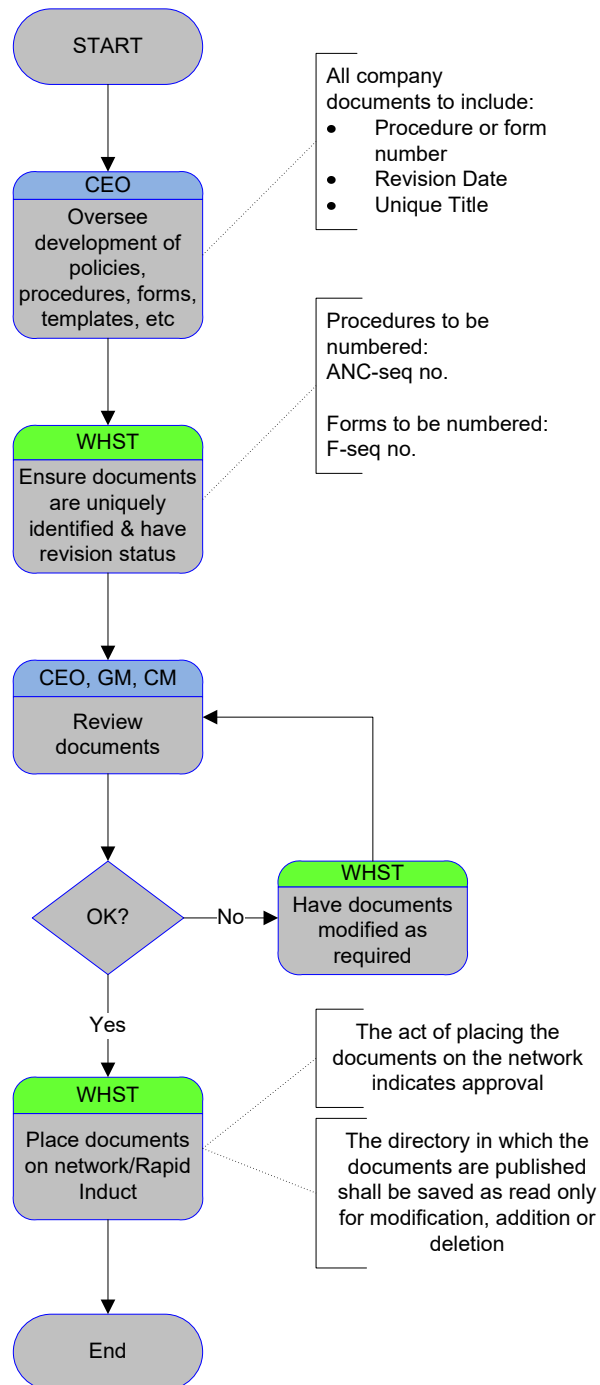 START
All company
documents to include:
• Procedure or form
number
• Revision Date
• Unique Title
CEO
Oversee
development of
policies,
procedures, forms,
templates, etc
Procedures to be
numbered:
ANC-seq no.
Forms to be numbered:
F-seq no.
WHST
Ensure documents
are uniquely
identified & have
revision status
CEO, GM, CM
Review
documents
OK?
No
WHST
Have documents
modified as
required
Yes
The act of placing the
documents on the network
indicates approval
WHST
Place documents
on network/Rapid
Induct
The directory in which the
documents are published
shall be saved as read only
for modification, addition or
deletion
End